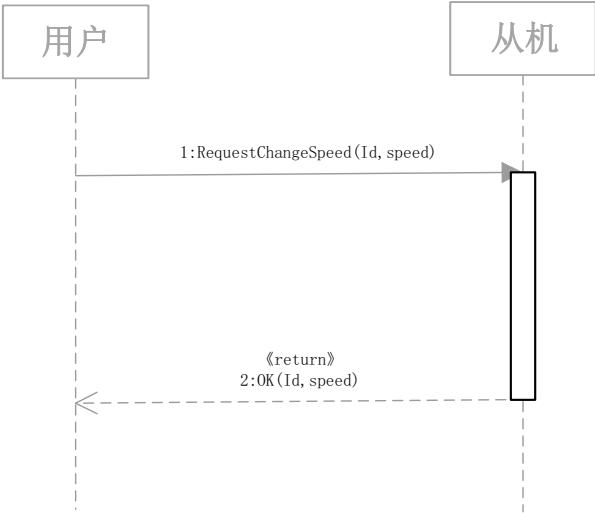 用户
从机
1:RequestChangeSpeed(Id,speed)
《return》
2:OK(Id,speed)